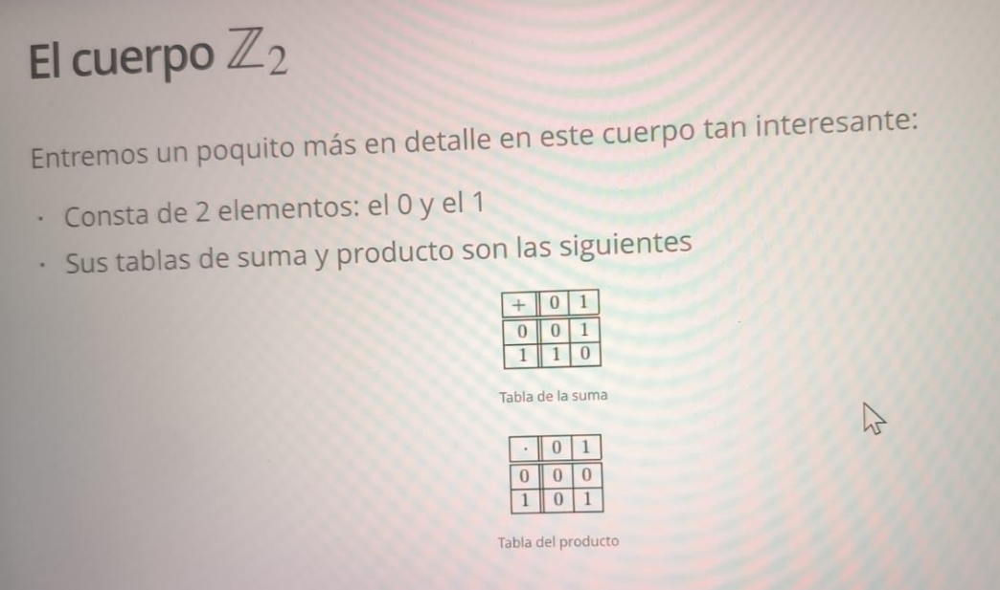 El cuerpo ℤ₂
Entremos un poquito más en detalle en este cuerpo tan interesante:
· Consta de 2 elementos: el 0 y el 1
· Sus tablas de suma y producto son las siguientes
+ 0 1
0 0 1
1 1 0
Tabla de la suma
· 0 1
0 0 0
1 0 1
Tabla del producto